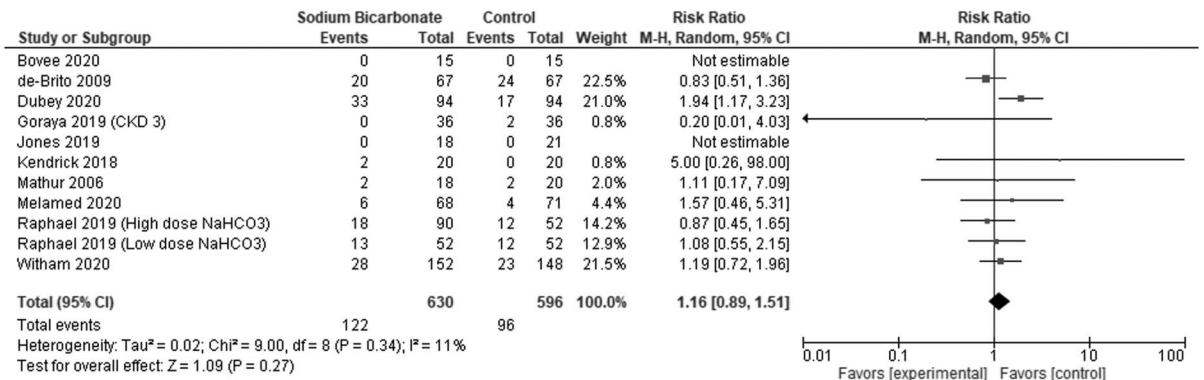 Sodium Bicarbonate Control Risk Ratio Risk Ratio
Study or Subgroup Events Total Events Total Weight M-H, Random, 95% CI M-H, Random, 95% CI
Bovee 2020 0 15 0 15 Not estimable
de-Brito 2009 20 67 24 67 22.5% 0.83 [0.51, 1.36]
Dubey 2020 33 94 17 94 21.0% 1.94 [1.17, 3.23]
Goraya 2019 (CKD 3) 0 36 2 36 0.8% 0.20 [0.01, 4.03]
Jones 2019 0 18 0 21 Not estimable
Kendrick 2018 2 20 0 20 0.8% 5.00 [0.26, 98.00]
Mathur 2006 2 18 2 20 2.0% 1.11 [0.17, 7.09]
Melamed 2020 6 68 4 71 4.4% 1.57 [0.46, 5.31]
Raphael 2019 (High dose NaHCO3) 18 90 12 52 14.2% 0.87 [0.45, 1.65]
Raphael 2019 (Low dose NaHCO3) 13 52 12 52 12.9% 1.08 [0.55, 2.15]
Witham 2020 28 152 23 148 21.5% 1.19 [0.72, 1.96]
Total (95% CI) 630 596 100.0% 1.16 [0.89, 1.51]
Total events 122 96
Heterogeneity: Tau² = 0.02; Chi² = 9.00, df = 8 (P = 0.34); I² = 11%
Test for overall effect: Z = 1.09 (P = 0.27)
0.01 0.1 1 10 100
Favors [experimental] Favors [control]